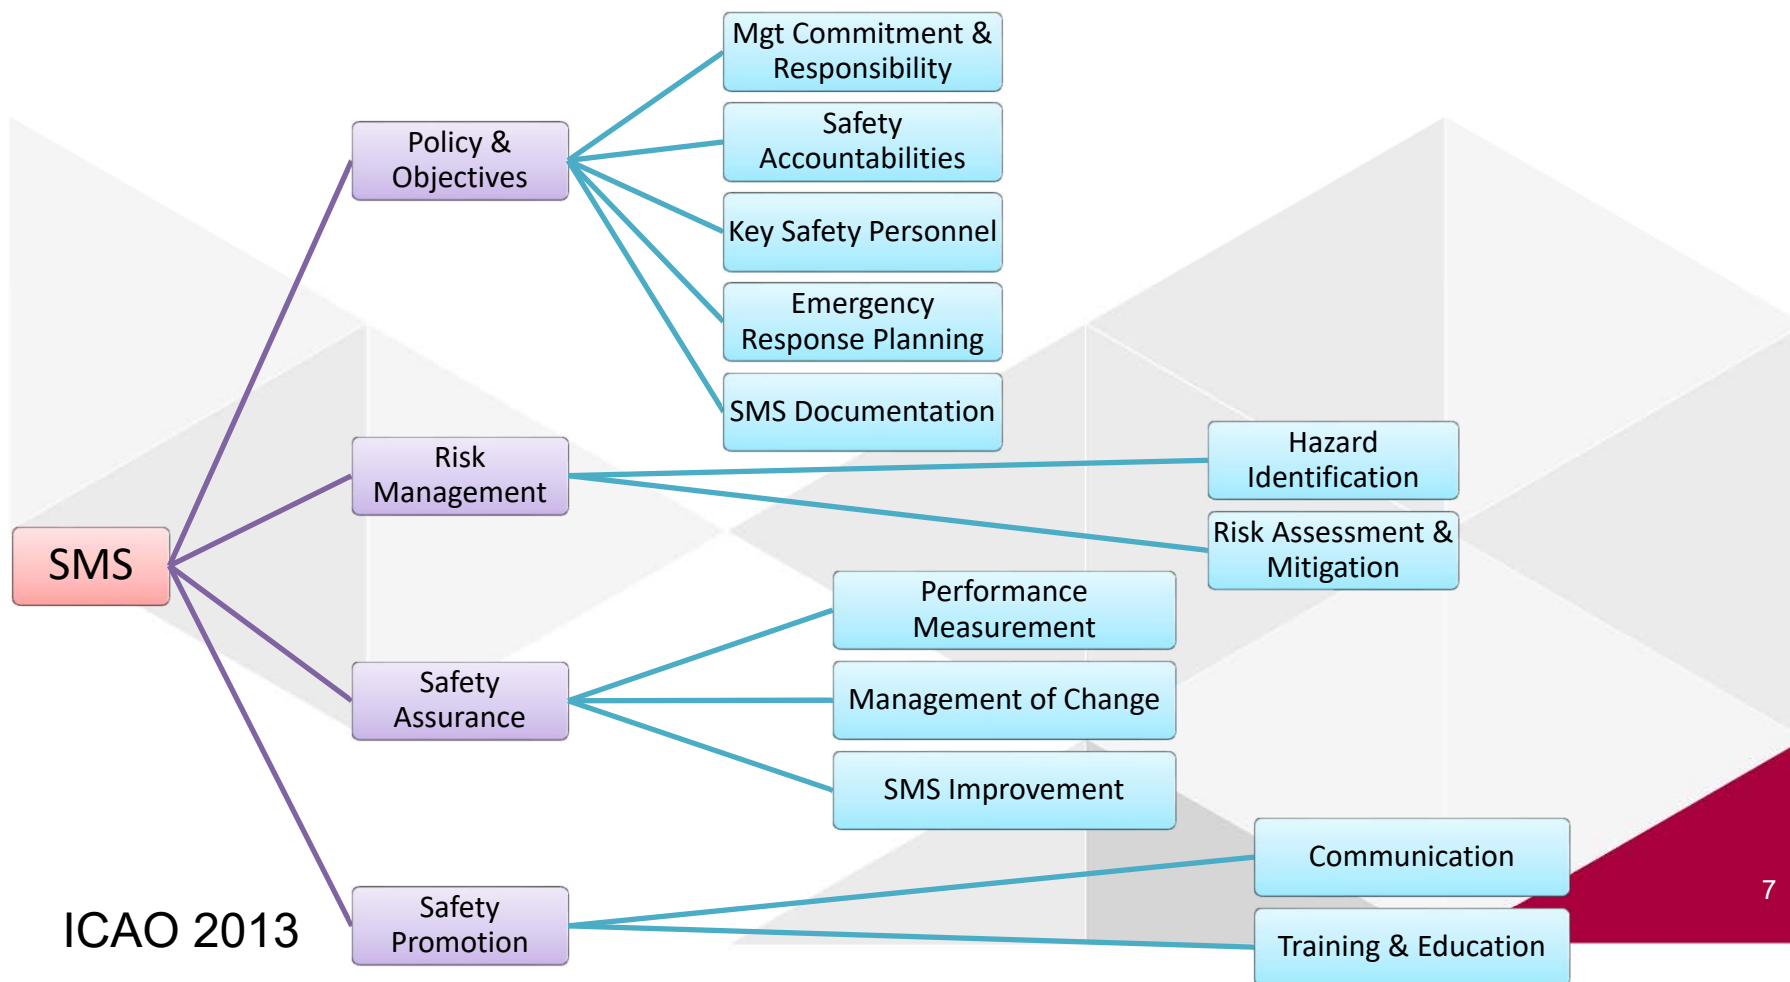 Mgt Commitment &
Responsibility
Policy &
Objectives
Safety
Accountabilities
Key Safety Personnel
Emergency
Response Planning
SMS Documentation
Risk
Management
Hazard
Identification
Risk Assessment &
Mitigation
SMS
Performance
Measurement
Safety
Assurance
Management of Change
SMS Improvement
Safety
Promotion
Communication
Training & Education
ICAO 2013
7